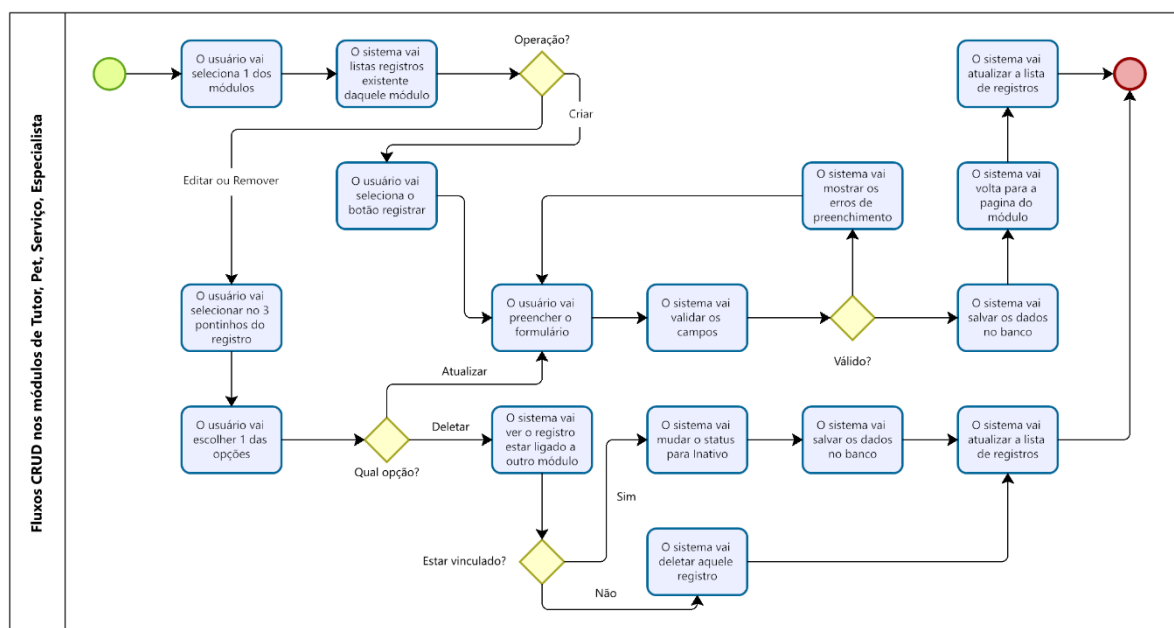 Fluxos CRUD nos módulos de Tutor, Pet, Serviço, Especialista
O usuário vai
seleciona 1 dos
módulos
O sistema vai
listas registros
existente
daquele módulo
Operação?
Criar
Editar ou Remover
O usuário vai
seleciona o
botão registrar
O sistema vai
mostrar os
erros de
preenchimento
O sistema vai
atualizar a lista
de registros
O sistema vai
volta para a
pagina do
módulo
O usuário vai
selecionar no 3
pontinhos do
registro
O usuário vai
preencher o
formulário
O sistema vai
validar os
campos
Válido?
O sistema vai
salvar os dados
no banco
Atualizar
O usuário vai
escolher 1 das
opções
Qual opção?
Deletar
O sistema vai
ver o registro
estar ligado a
outro módulo
O sistema vai
mudar o status
para Inativo
O sistema vai
salvar os dados
no banco
O sistema vai
atualizar a lista
de registros
Sim
Estar vinculado?
Não
O sistema vai
deletar aquele
registro